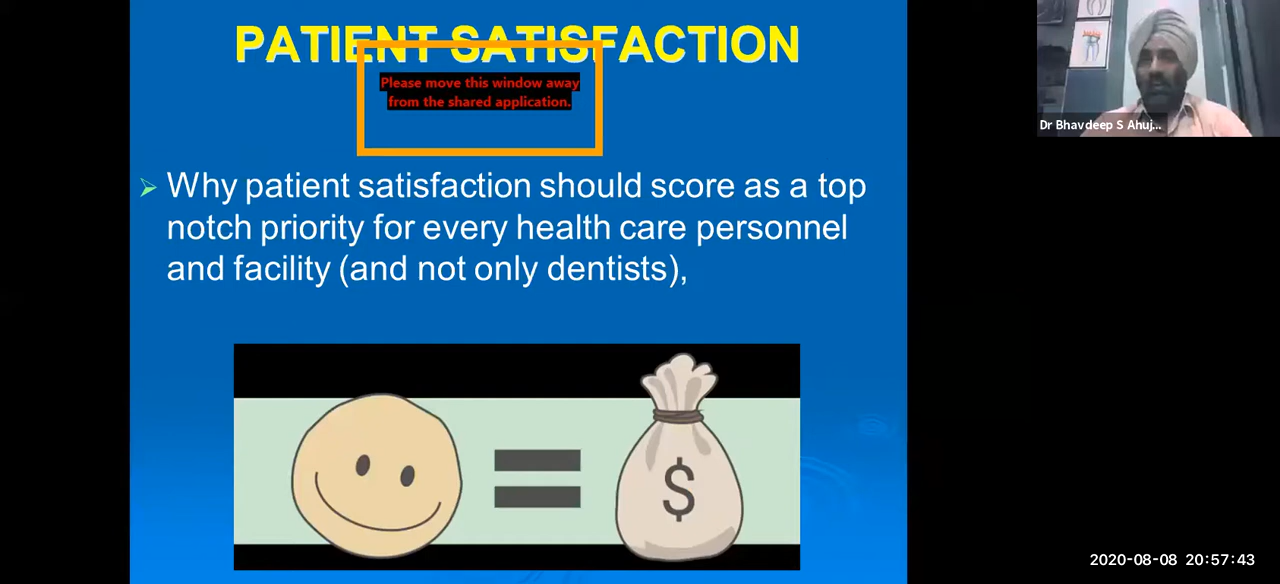 PATIENT SATISFACTION
Please move this window away
from the shared application.
Dr Bhavdeep S Ahuj...
Why patient satisfaction should score as a top
notch priority for every health care personnel
and facility (and not only dentists),
$
2020-08-08 20:57:43